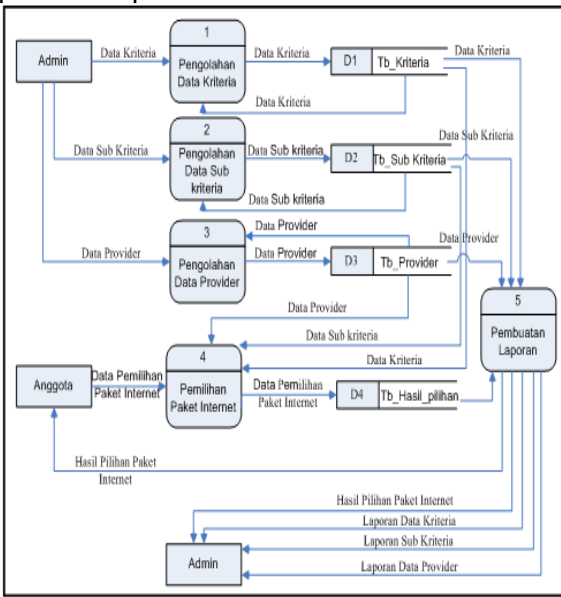 1
Admin
Data Kriteria
Pengolahan
Data Kriteria
Data Kriteria
D1
Tb_Kriteria
Data Kriteria
Data Kriteria
2
Data Sub Kriteria
Pengolahan
Data Sub
kriteria
Data Sub kriteria
D2
Tb_Sub Kriteria
Data Sub Kriteria
Data Sub kriteria
3
Data Provider
Data Provider
Pengolahan
Data Provider
Data Provider
D3
Tb_Provider
Data Provider
Data Provider
Data Sub kriteria
Data Kriteria
5
Pembuatan
Laporan
4
Anggota
Data Pemilihan
Paket Internet
Pemilihan
Paket Internet
Data Pemilihan
Paket Internet
D4
Tb_Hasil_pilihan
Hasil Pilihan Paket
Internet
Hasil Pilihan Paket Internet
Laporan Data Kriteria
Laporan Sub Kriteria
Laporan Data Provider
Admin